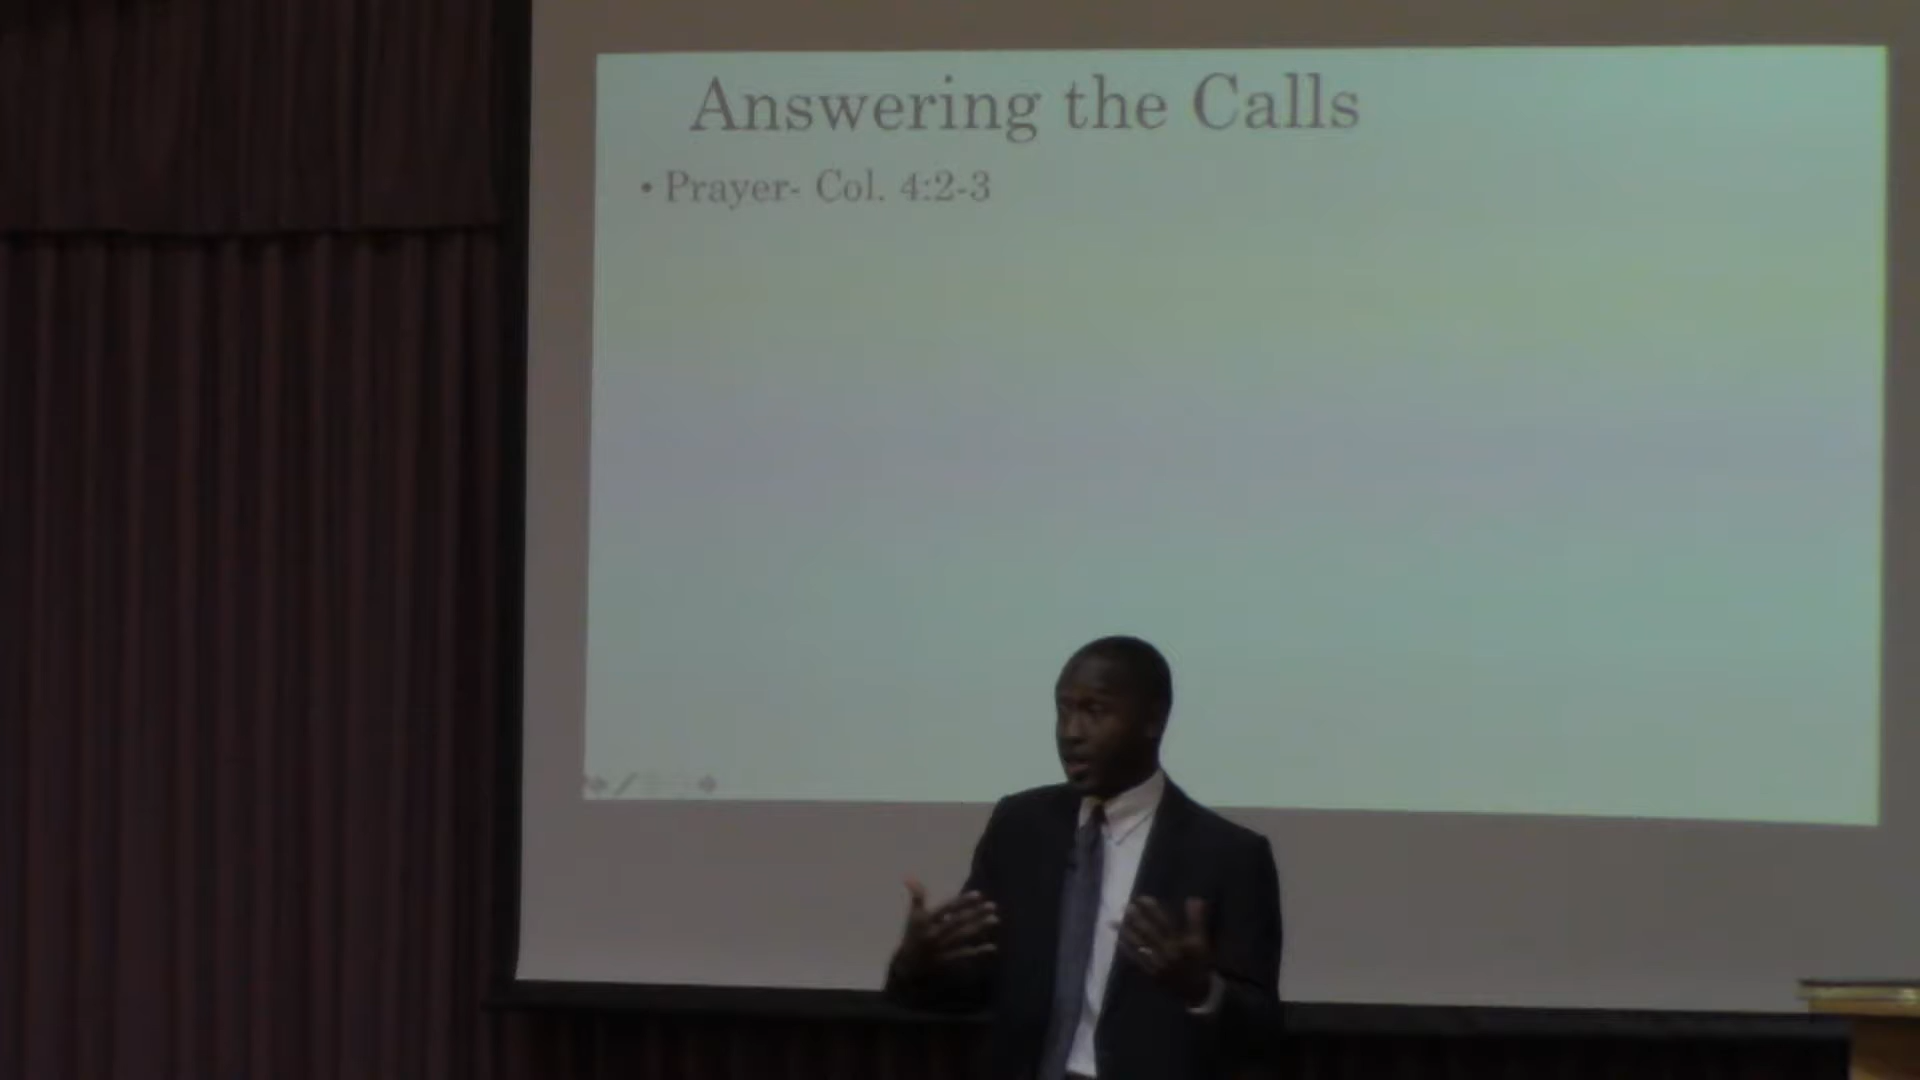 Answering the Calls
• Prayer- Col. 4:2-3